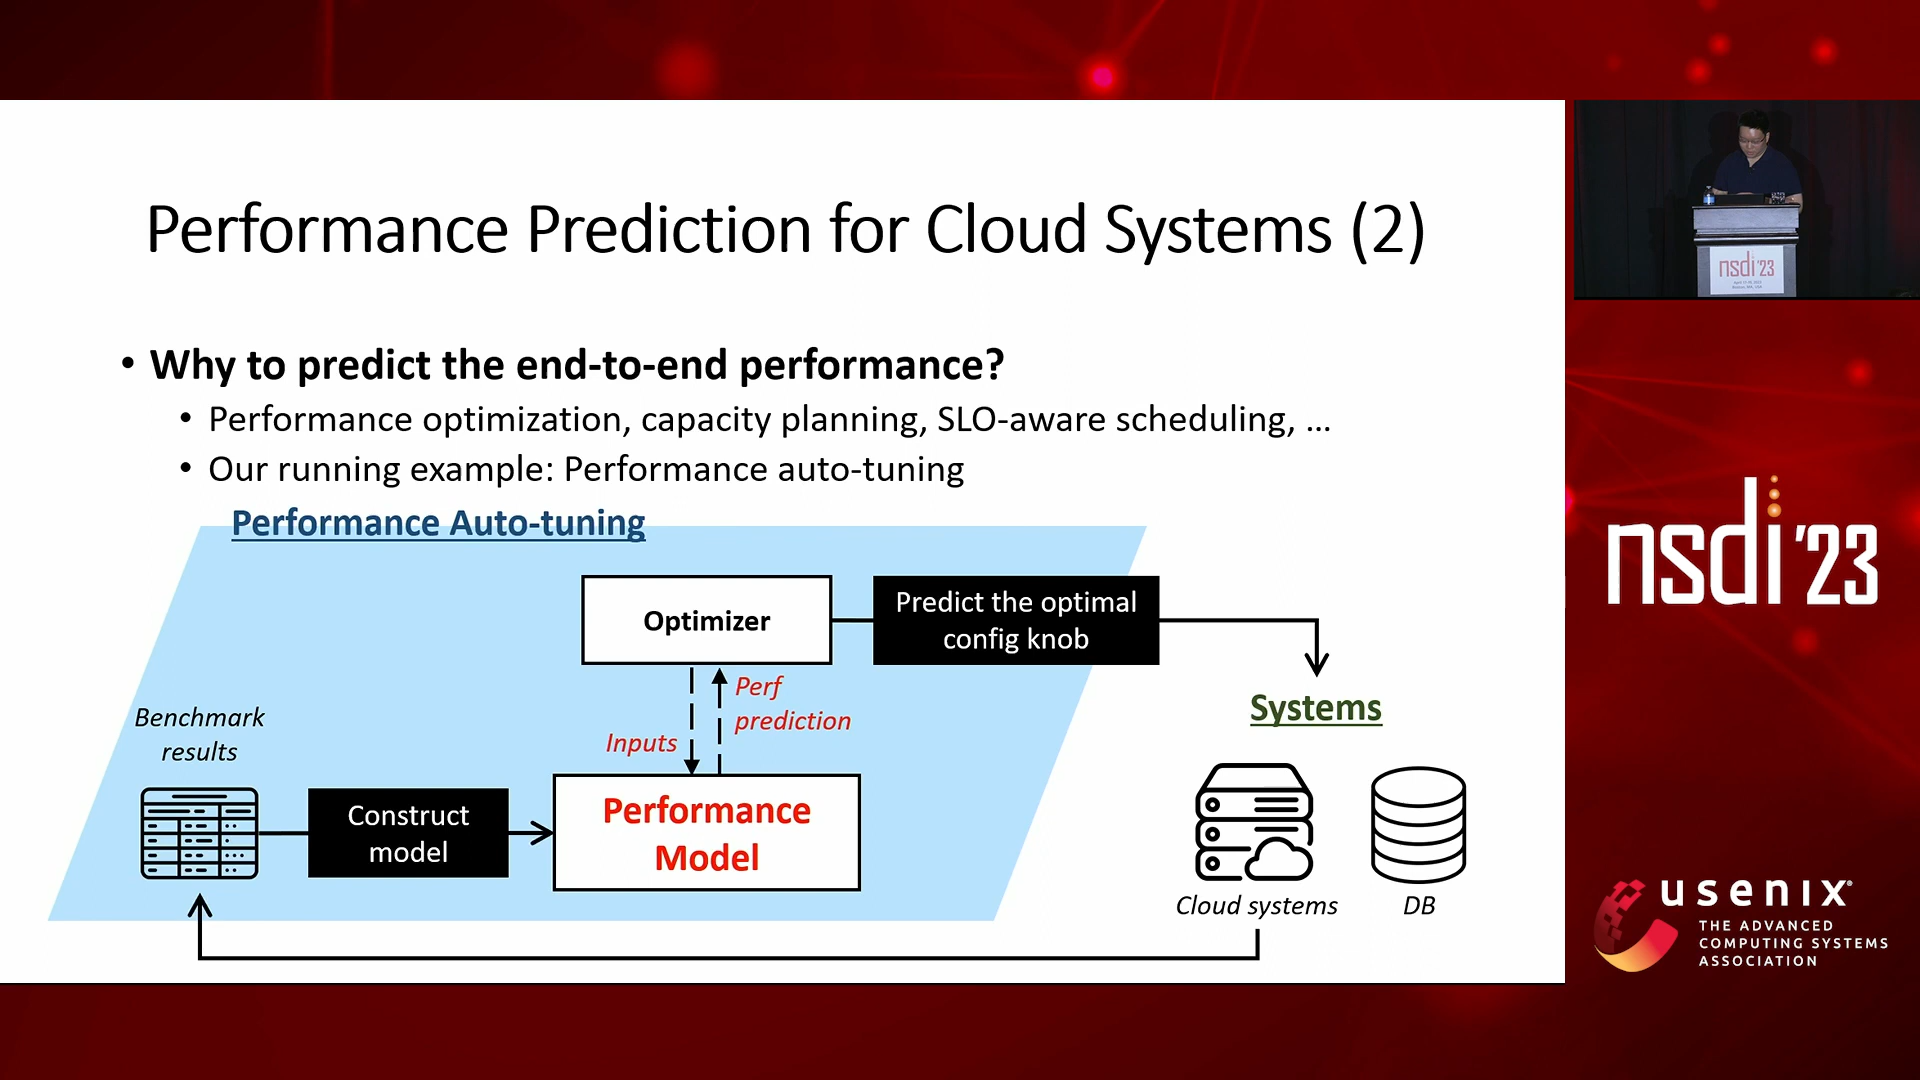 Performance Prediction for Cloud Systems (2)
• Why to predict the end-to-end performance?
• Performance optimization, capacity planning, SLO-aware scheduling, ...
• Our running example: Performance auto-tuning
Performance Auto-tuning
Optimizer
Predict the optimal
config knob
Perf
prediction
Inputs
Benchmark
results
Construct
model
Performance
Model
Systems
Cloud systems
DB
nsdi '23
nsdi '23
usenix
THE ADVANCED
COMPUTING SYSTEMS
ASSOCIATION